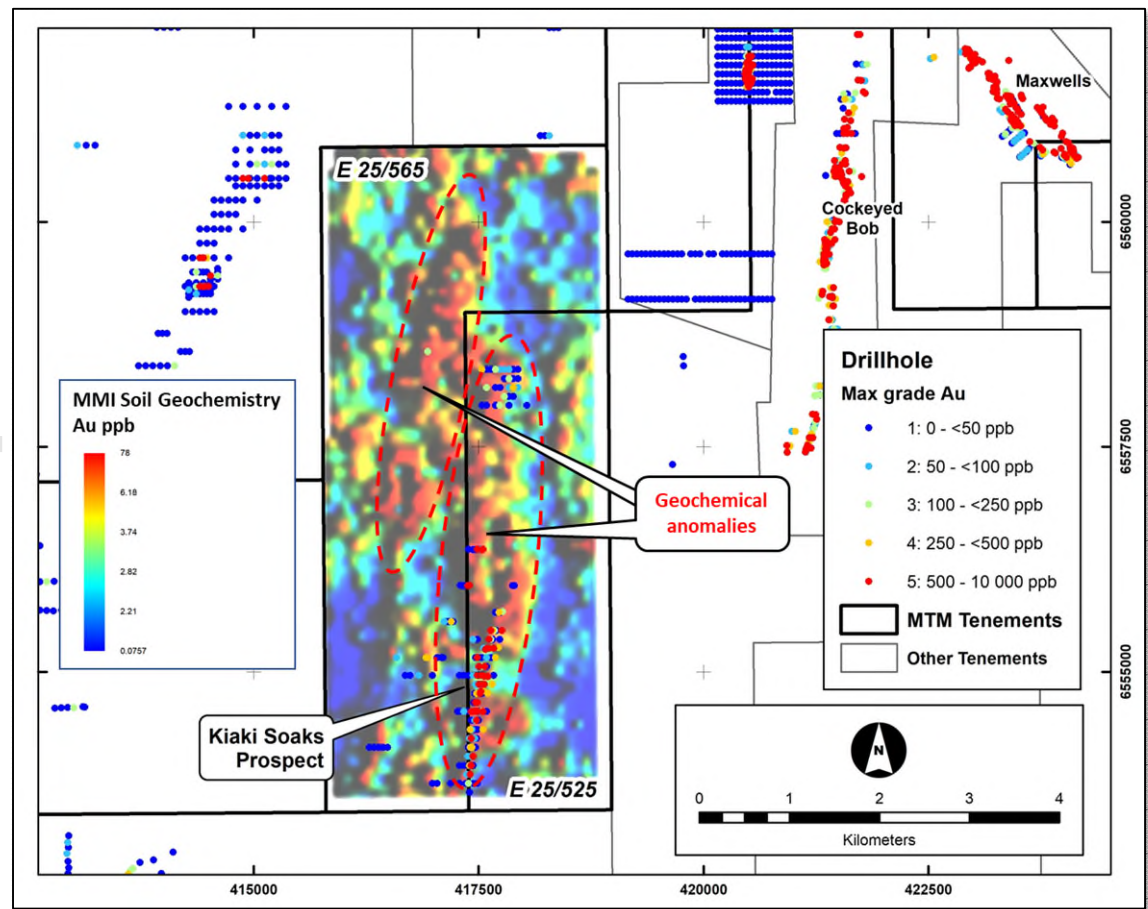 Maxwells
E 25/565
Cockeyed
Bob
6560000
MMI Soil Geochemistry
Au ppb
78
6.18
3.74
2.82
2.21
0.0757
Drillhole
Max grade Au
1: 0 - <50 ppb
2: 50 - <100 ppb
3: 100 - <250 ppb
4: 250 - <500 ppb
5: 500 - 10 000 ppb
MTM Tenements
Other Tenements
6557500
Geochemical
anomalies
6555000
Kiaki Soaks
Prospect
E 25/525
N
0
1
2
3
4
Kilometers
415000
417500
420000
422500